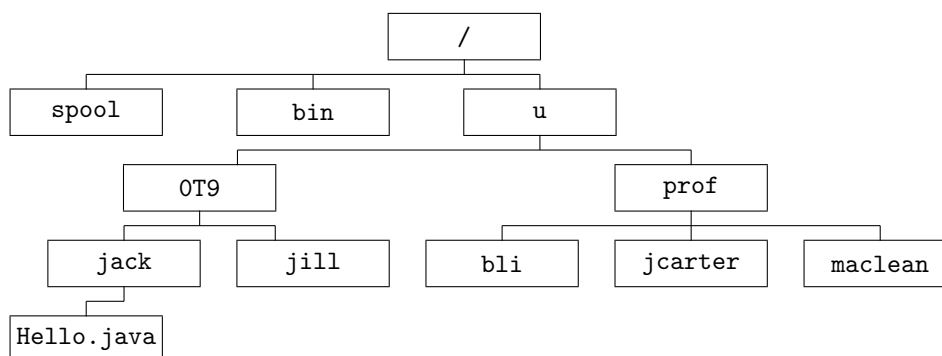 /
spool bin u
0T9 prof
jack jill bli jcarter maclean
Hello.java